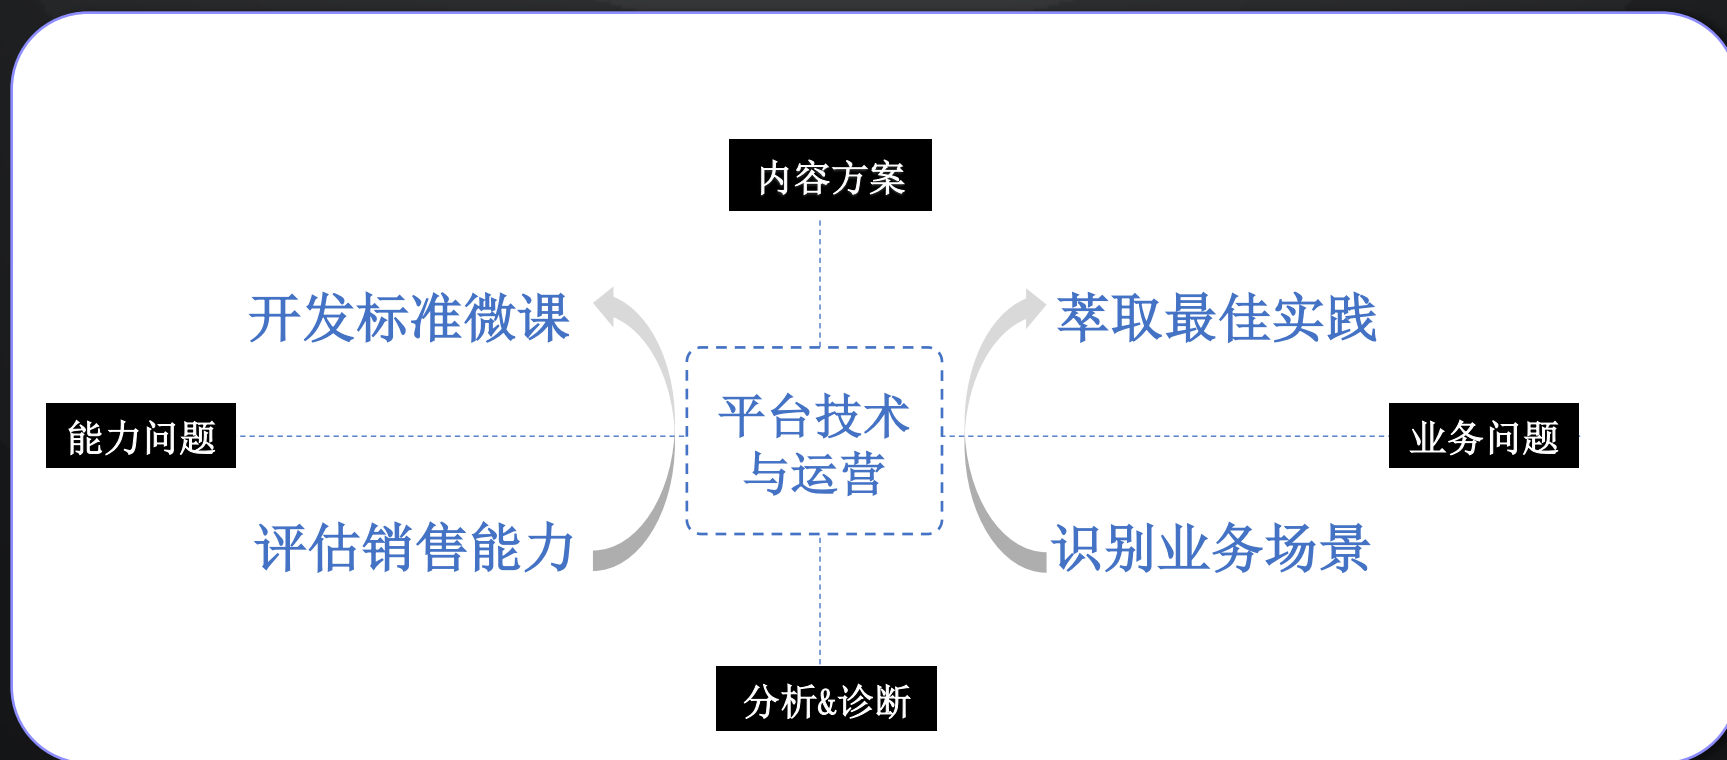 内容方案
开发标准微课
萃取最佳实践
能力问题
平台技术
与运营
业务问题
评估销售能力
识别业务场景
分析&诊断